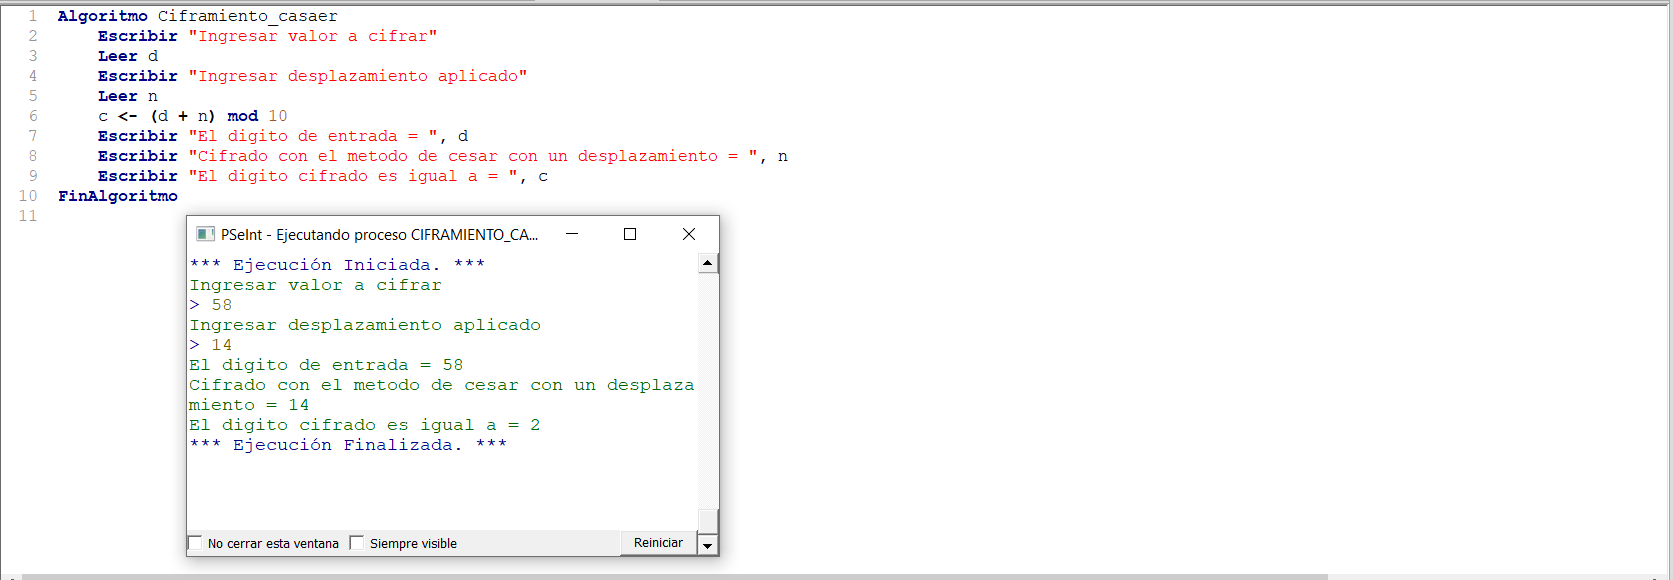 1 Algoritmo Ciframiento_casaer
2 Escribir "Ingresar valor a cifrar"
3 Leer d
4 Escribir "Ingresar desplazamiento aplicado"
5 Leer n
6 c <- (d + n) mod 10
7 Escribir "El digito de entrada = ", d
8 Escribir "Cifrado con el metodo de cesar con un desplazamiento = ", n
9 Escribir "El digito cifrado es igual a = ", c
10 FinAlgoritmo
11
PSeInt - Ejecutando proceso CIFRAMIENTO_CA...
*** Ejecución Iniciada. ***
Ingresar valor a cifrar
> 58
Ingresar desplazamiento aplicado
> 14
El digito de entrada = 58
Cifrado con el metodo de cesar con un desplaza
miento = 14
El digito cifrado es igual a = 2
*** Ejecución Finalizada. ***
No cerrar esta ventana Siempre visible Reiniciar